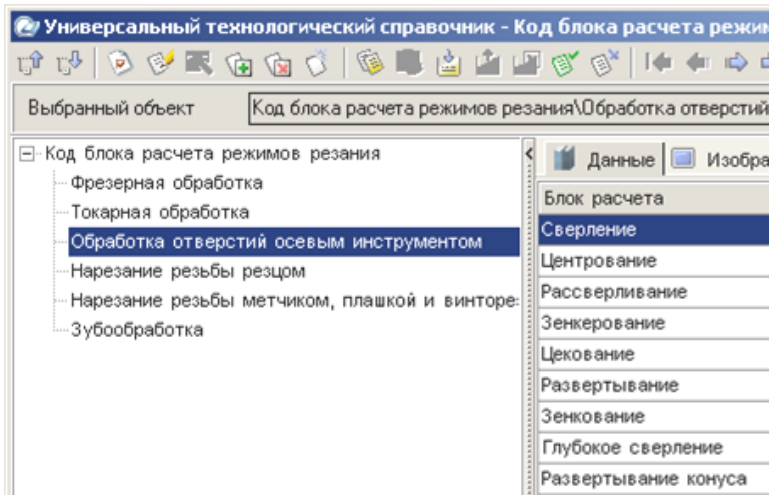 Универсальный технологический справочник - Код блока расчета режим
Выбранный объект
Код блока расчета режимов резания\Обработка отверстий
Код блока расчета режимов резания
Фрезерная обработка
Токарная обработка
Обработка отверстий осевым инструментом
Нарезание резьбы резцом
Нарезание резьбы метчиком, плашкой и винторе
Зубообработка
Данные
Изобра
Блок расчета
Сверление
Центрование
Рассверливание
Зенкерование
Цекование
Развертывание
Зенкование
Глубокое сверление
Развертывание конуса